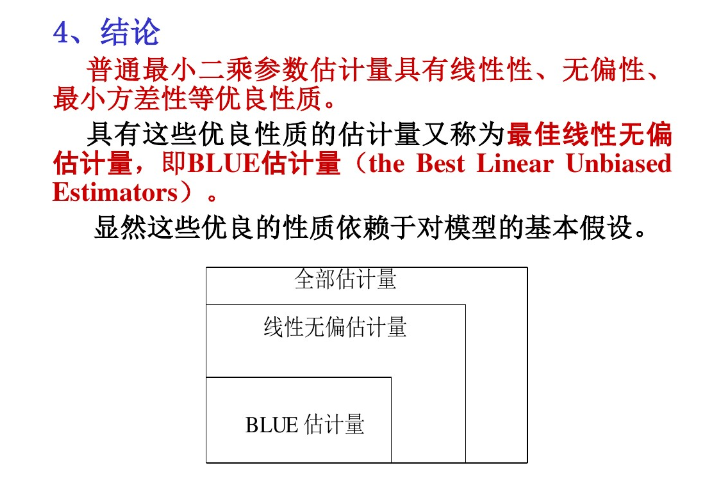 4、结论
普通最小二乘参数估计量具有线性性、无偏性、
最小方差性等优良性质。
具有这些优良性质的估计量又称为最佳线性无偏
估计量，即BLUE估计量（the Best Linear Unbiased
Estimators）。
显然这些优良的性质依赖于对模型的基本假设。
全部估计量
线性无偏估计量
BLUE 估计量